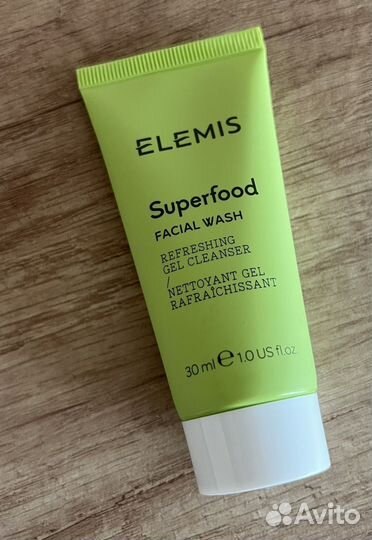 ELEMIS
Superfood
FACIAL WASH
REFRESHING
GEL CLEANSER
/
NETTOYANT GEL
RAFRAÎCHISSANT
30 ml ℮ 1.0 US fl.oz.
Avito